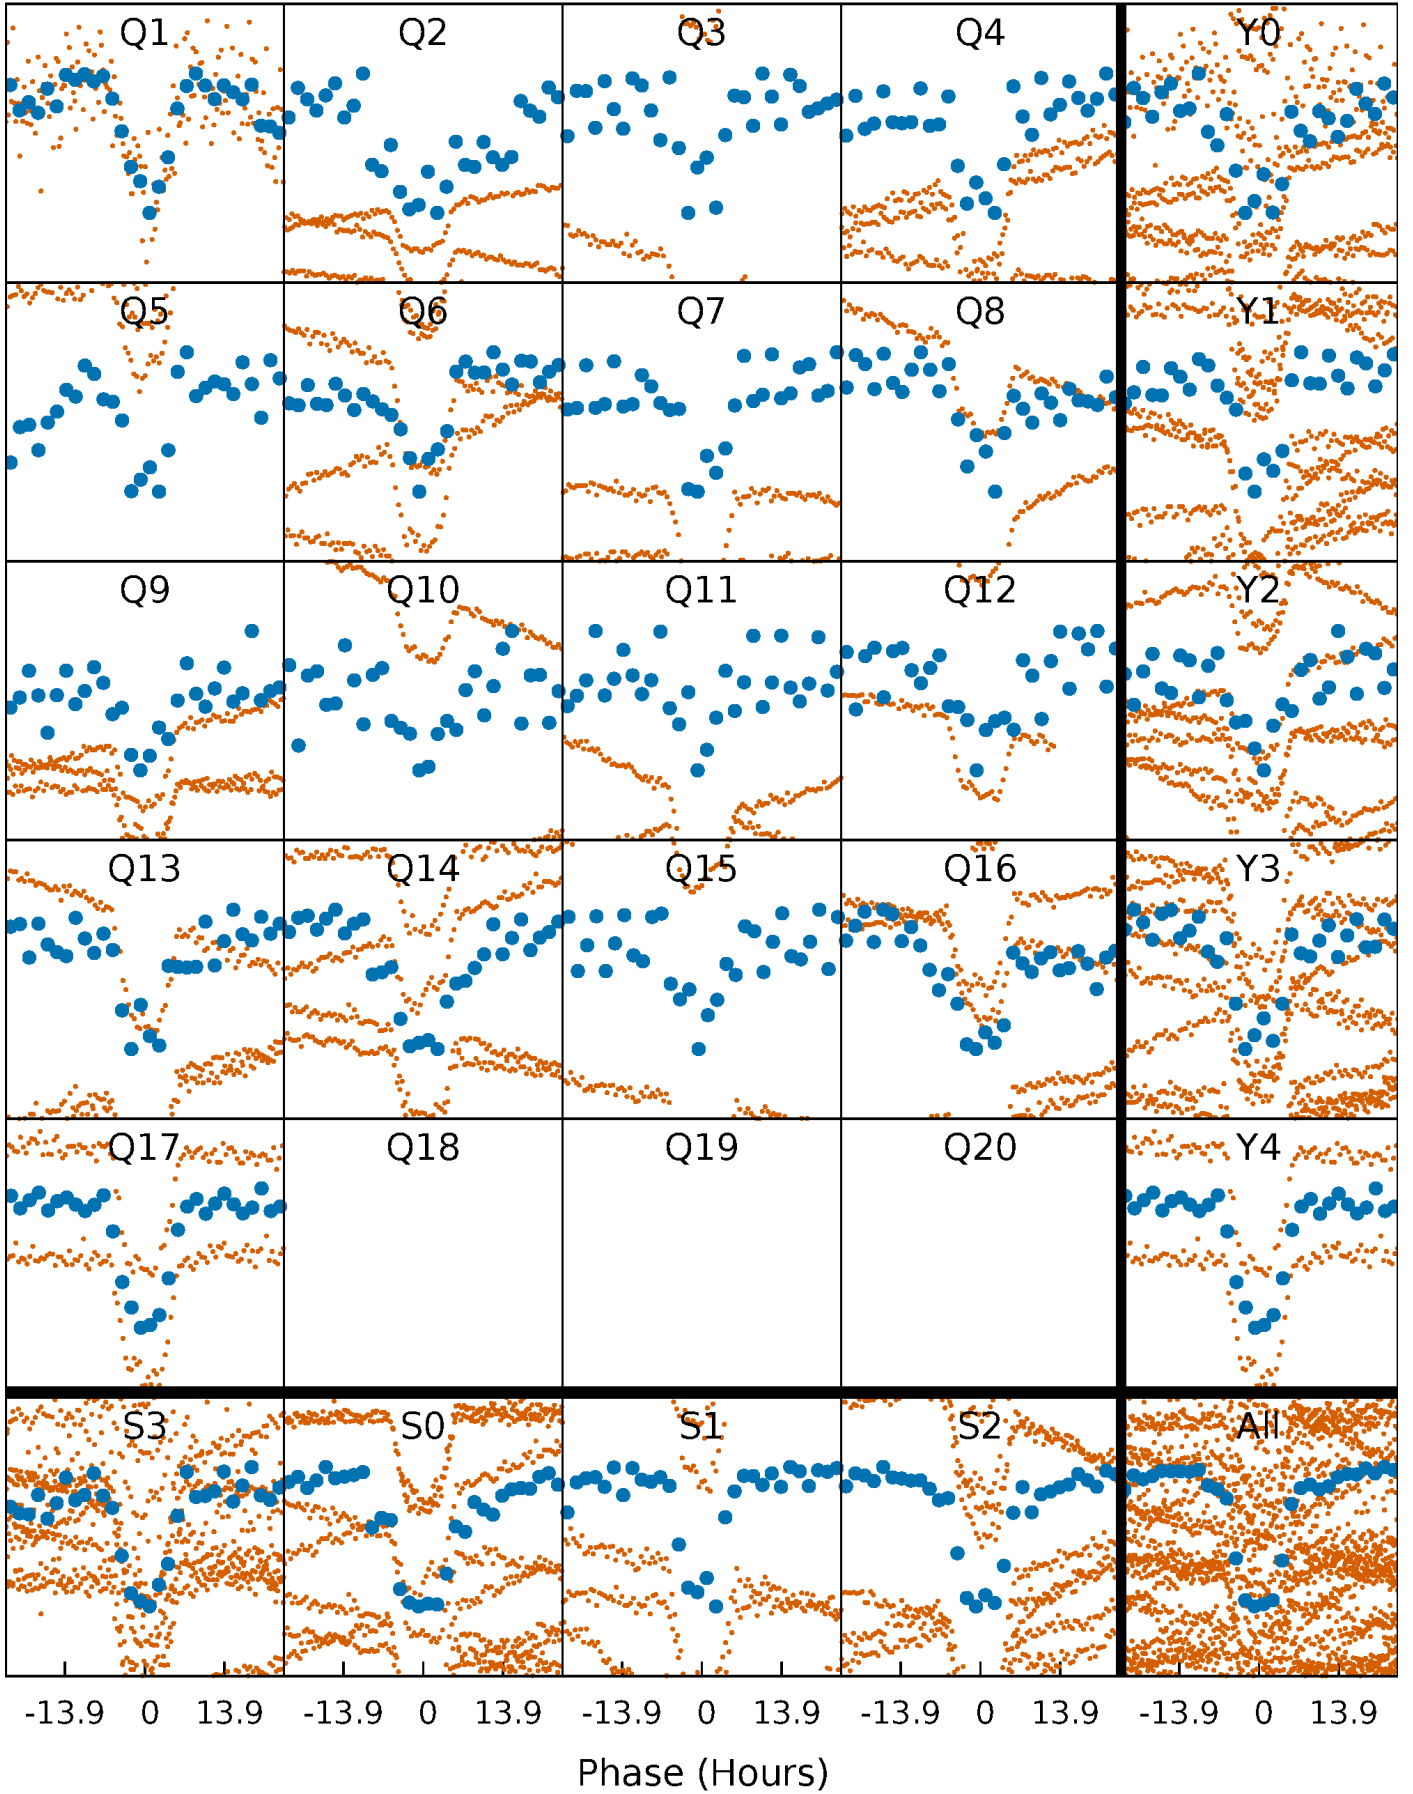 Q1 Q2 Q3 Q4 Y0
Q5 Q6 Q7 Q8 Y1
Q9 Q10 Q11 Q12 Y2
Q13 Q14 Q15 Q16 Y3
Q17 Q18 Q19 Q20 Y4
S3 S0 S1 S2 All
-13.9 0 13.9 -13.9 0 13.9 -13.9 0 13.9 -13.9 0 13.9 -13.9 0 13.9
Phase (Hours)